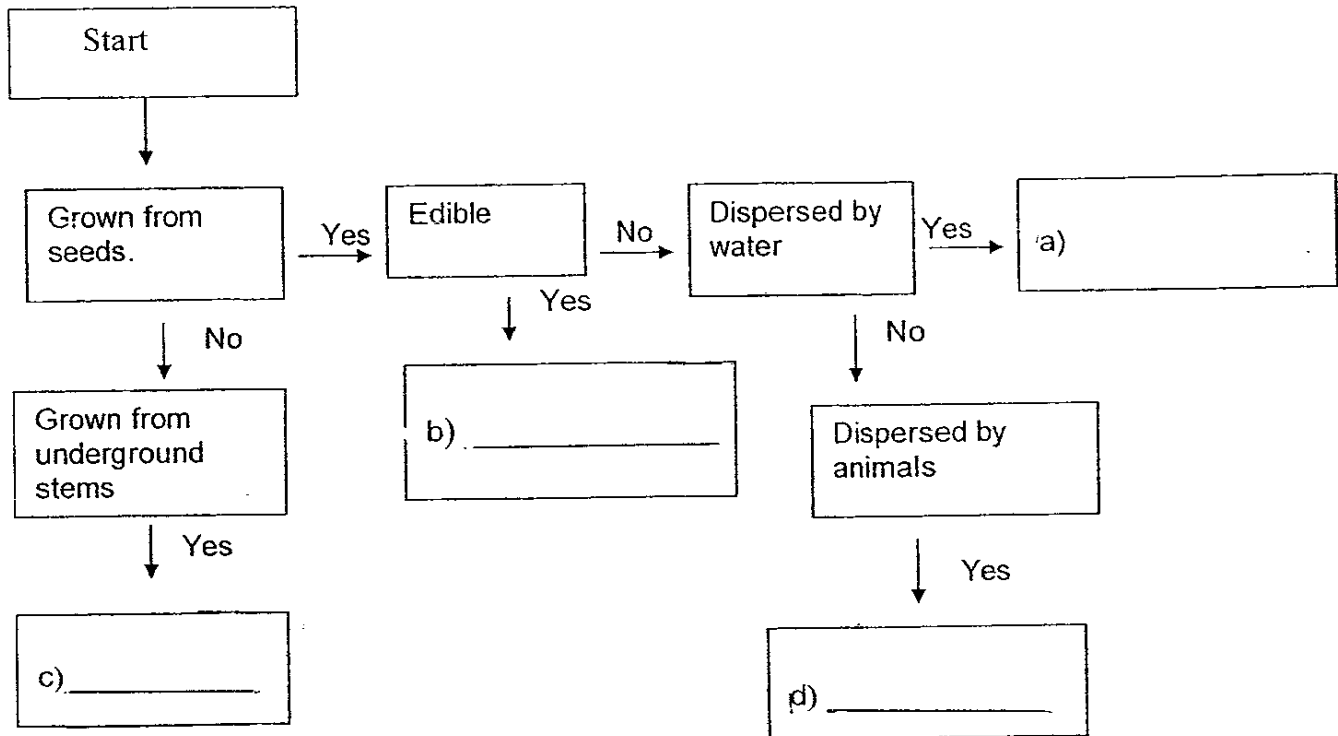 Start
Grown from
seeds.
Yes
Edible
No
Dispersed by
water
Yes
a)
No
Yes
No
Grown from
underground
stems
b)
Dispersed by
animals
Yes
Yes
c)
d)